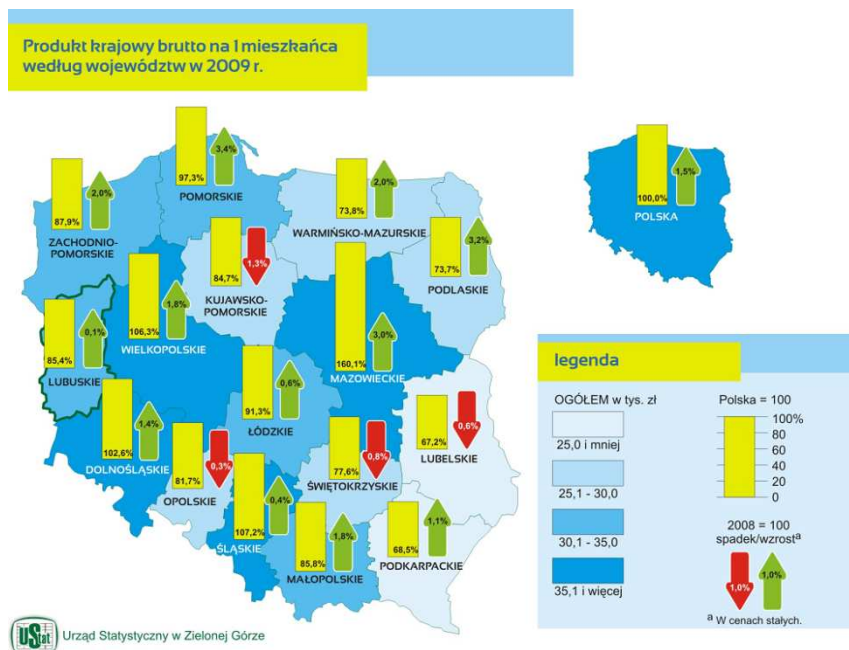 Produkt krajowy brutto na 1 mieszkańca
według województw w 2009 r.
97,3%
3,4%
POMORSKIE
87,9%
2,0%
ZACHODNIO-
POMORSKIE
73,8%
2,0%
WARMIŃSKO-MAZURSKIE
84,7%
1,3%
KUJAWSKO-
POMORSKIE
73,7%
3,2%
PODLASKIE
106,3%
1,8%
WIELKOPOLSKIE
160,1%
3,0%
MAZOWIECKIE
85,4%
0,1%
LUBUSKIE
91,3%
0,6%
ŁÓDZKIE
102,6%
1,4%
DOLNOŚLĄSKIE
81,7%
0,3%
OPOLSKIE
77,6%
0,8%
ŚWIĘTOKRZYSKIE
67,2%
0,6%
LUBELSKIE
107,2%
0,4%
ŚLĄSKIE
85,8%
1,8%
MAŁOPOLSKIE
68,5%
1,1%
PODKARPACKIE
100,0%
1,5%
POLSKA
legenda
OGÓŁEM w tys. zł
25,0 i mniej
25,1 - 30,0
30,1 - 35,0
35,1 i więcej
Polska = 100
100%
80
60
40
20
0
2008 = 100
spadek/wzrostᵃ
1,0%
1,0%
ᵃ W cenach stałych.
UStat
Urząd Statystyczny w Zielonej Górze